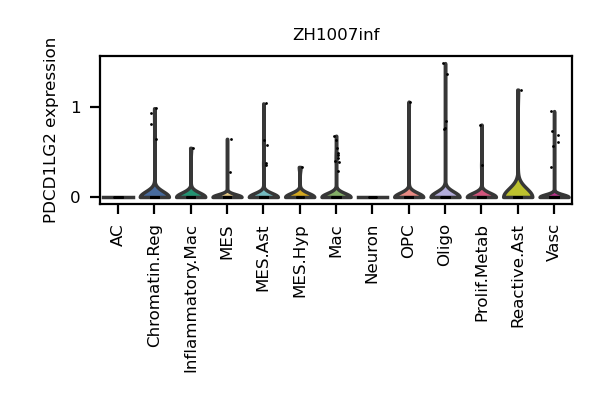 ZH1007inf
PDCD1LG2 expression
1
0
AC
Chromatin.Reg
Inflammatory.Mac
MES
MES.Ast
MES.Hyp
Mac
Neuron
OPC
Oligo
Prolif.Metab
Reactive.Ast
Vasc